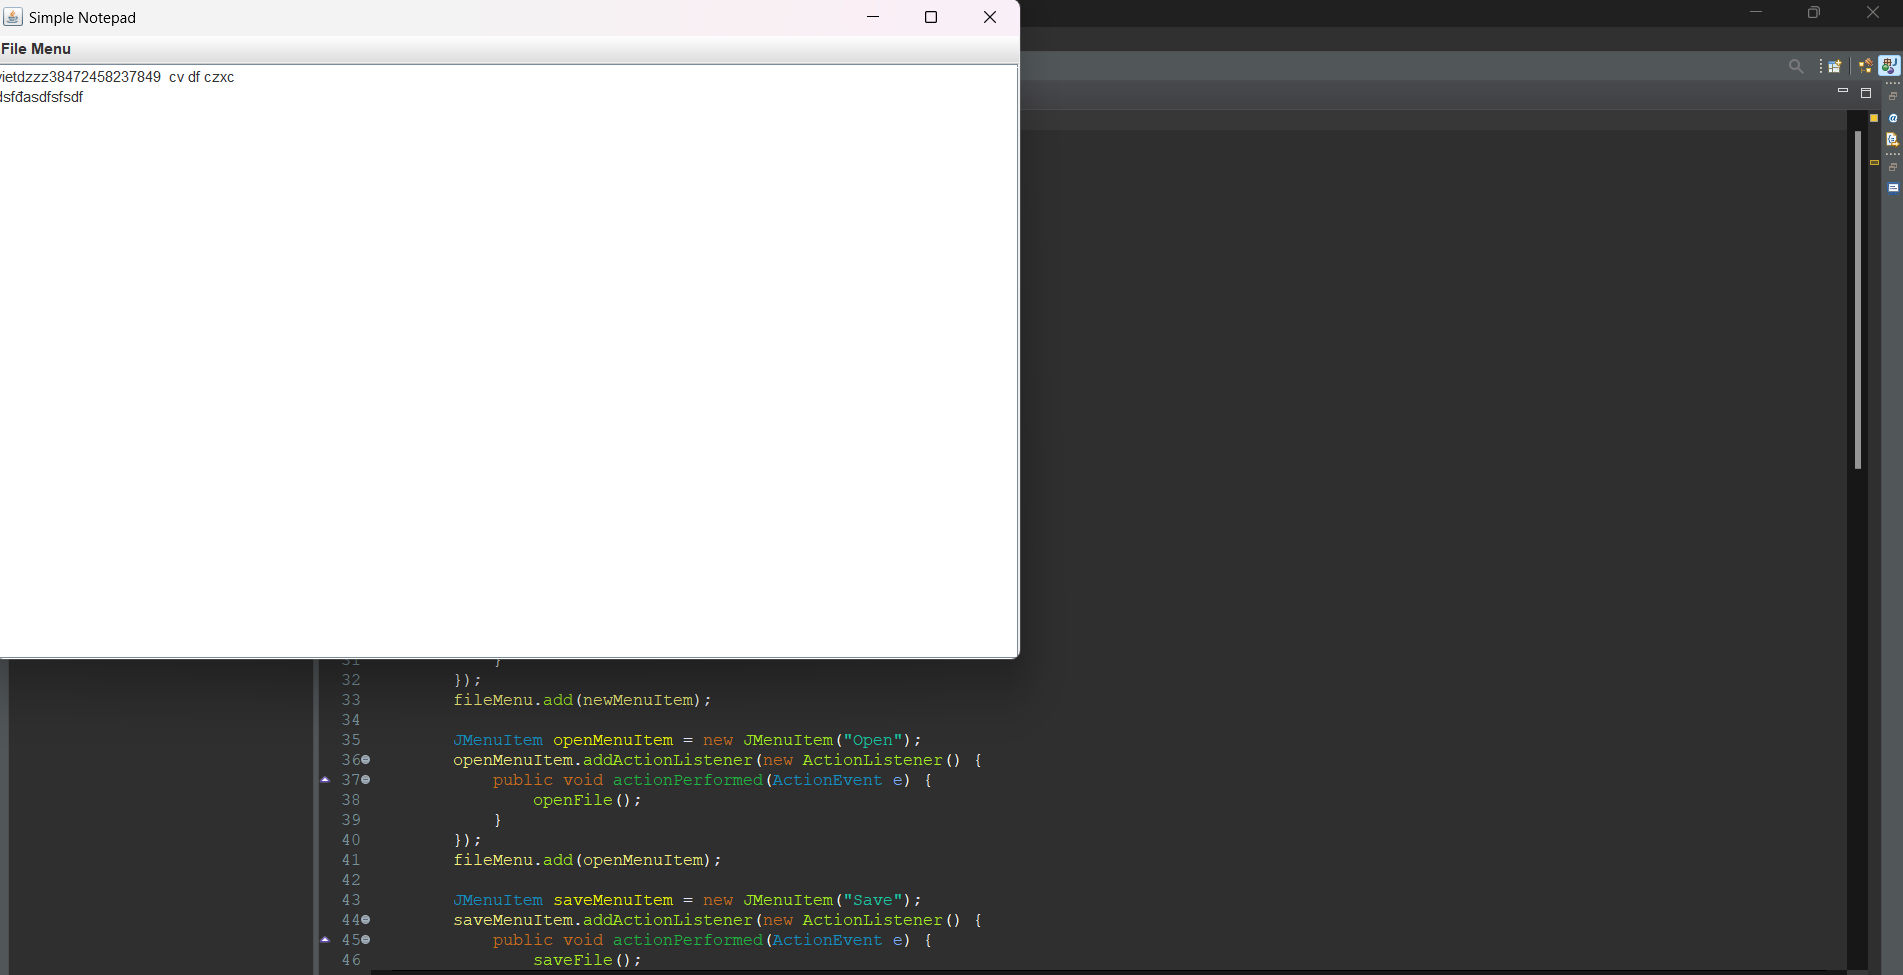 Simple Notepad
File Menu
vietdzzz38472458237849  cv df czxc
dsfđasdfsfsdf
31 }
32 });
33 fileMenu.add(newMenuItem);
34
35 JMenuItem openMenuItem = new JMenuItem("Open");
36 openMenuItem.addActionListener(new ActionListener() {
37 public void actionPerformed(ActionEvent e) {
38 openFile();
39 }
40 });
41 fileMenu.add(openMenuItem);
42
43 JMenuItem saveMenuItem = new JMenuItem("Save");
44 saveMenuItem.addActionListener(new ActionListener() {
45 public void actionPerformed(ActionEvent e) {
46 saveFile();